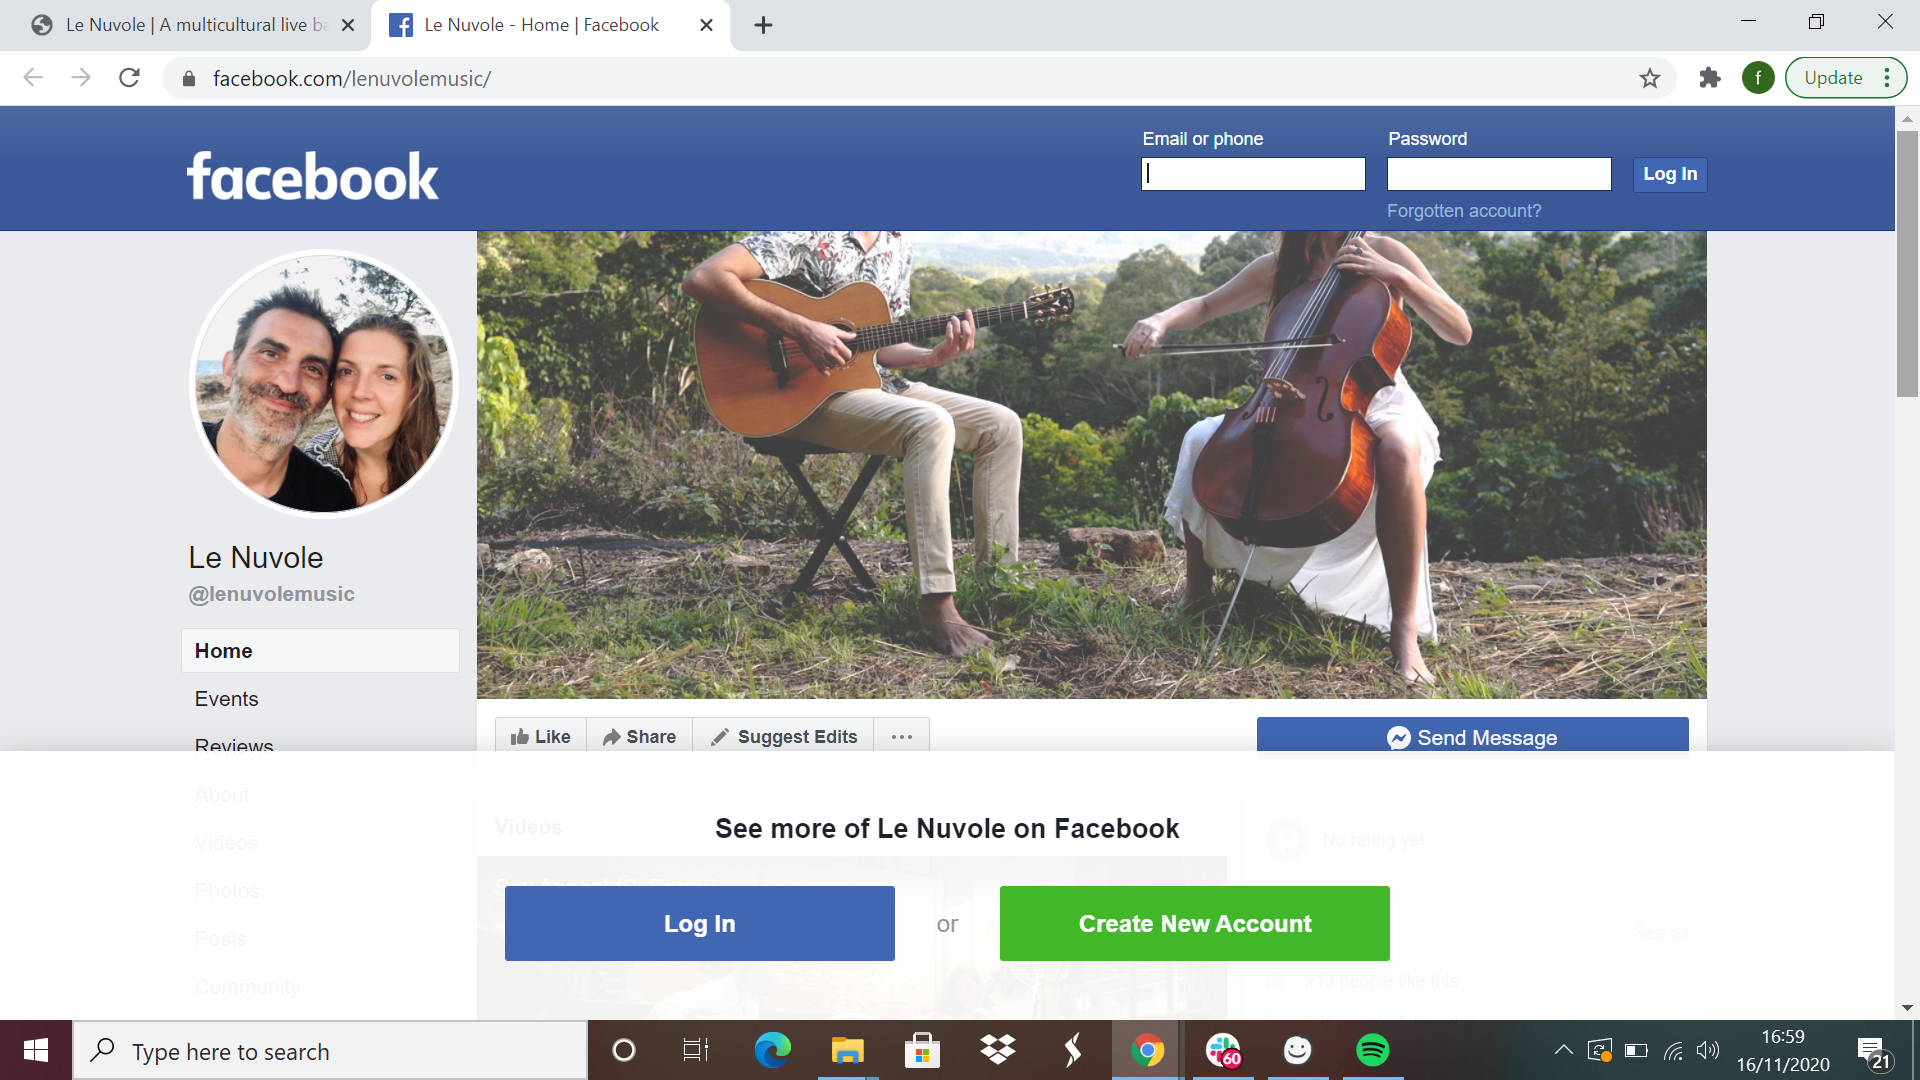 Le Nuvole | A multicultural live ba
Le Nuvole - Home | Facebook
facebook.com/lenuvolemusic/
f
Update
facebook
Email or phone
Password
Log In
Forgotten account?
Le Nuvole
@lenuvolemusic
Home
Events
Reviews
About
Videos
Photos
Posts
Community
Like
Share
Suggest Edits
Send Message
Videos
See more of Le Nuvole on Facebook
No rating yet
Log In
or
Create New Account
See all
213 people like this
Type here to search
60
16:59
16/11/2020
21